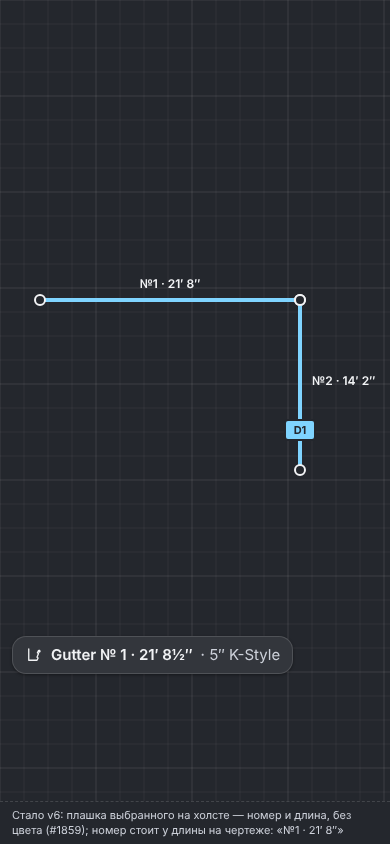 №1 · 21′ 8″
№2 · 14′ 2″
D1
Gutter № 1 · 21′ 8½″ · 5″ K-Style
Стало v6: плашка выбранного на холсте — номер и длина, без
цвета (#1859); номер стоит у длины на чертеже: «№1 · 21′ 8″»